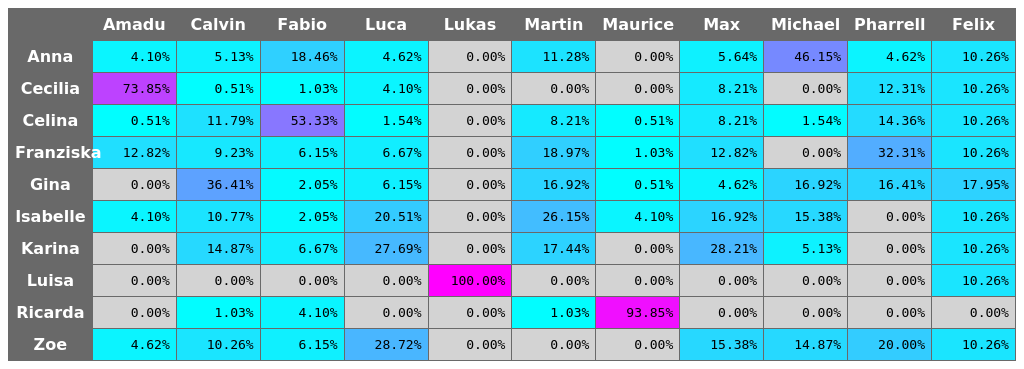 Amadu Calvin Fabio Luca Lukas Martin Maurice Max Michael Pharrell Felix
Anna 4.10% 5.13% 18.46% 4.62% 0.00% 11.28% 0.00% 5.64% 46.15% 4.62% 10.26%
Cecilia 73.85% 0.51% 1.03% 4.10% 0.00% 0.00% 0.00% 8.21% 0.00% 12.31% 10.26%
Celina 0.51% 11.79% 53.33% 1.54% 0.00% 8.21% 0.51% 8.21% 1.54% 14.36% 10.26%
Franziska 12.82% 9.23% 6.15% 6.67% 0.00% 18.97% 1.03% 12.82% 0.00% 32.31% 10.26%
Gina 0.00% 36.41% 2.05% 6.15% 0.00% 16.92% 0.51% 4.62% 16.92% 16.41% 17.95%
Isabelle 4.10% 10.77% 2.05% 20.51% 0.00% 26.15% 4.10% 16.92% 15.38% 0.00% 10.26%
Karina 0.00% 14.87% 6.67% 27.69% 0.00% 17.44% 0.00% 28.21% 5.13% 0.00% 10.26%
Luisa 0.00% 0.00% 0.00% 0.00% 100.00% 0.00% 0.00% 0.00% 0.00% 0.00% 10.26%
Ricarda 0.00% 1.03% 4.10% 0.00% 0.00% 1.03% 93.85% 0.00% 0.00% 0.00% 0.00%
Zoe 4.62% 10.26% 6.15% 28.72% 0.00% 0.00% 0.00% 15.38% 14.87% 20.00% 10.26%